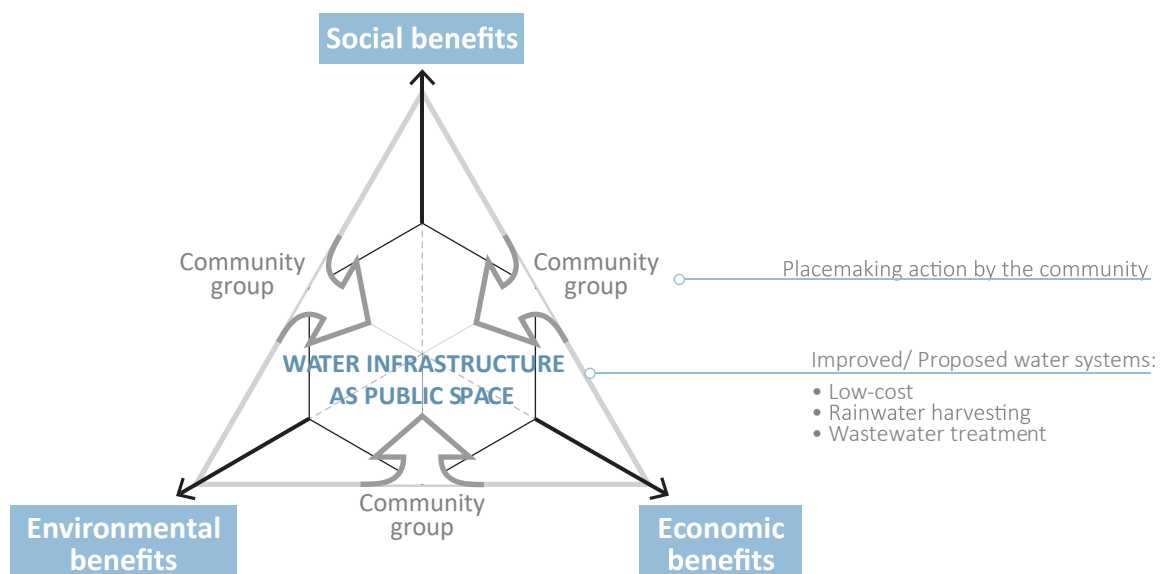 Social benefits
Community
group
Community
group
Placemaking action by the community
WATER INFRASTRUCTURE
AS PUBLIC SPACE
Improved/ Proposed water systems:
• Low-cost
• Rainwater harvesting
• Wastewater treatment
Community
group
Environmental
benefits
Economic
benefits